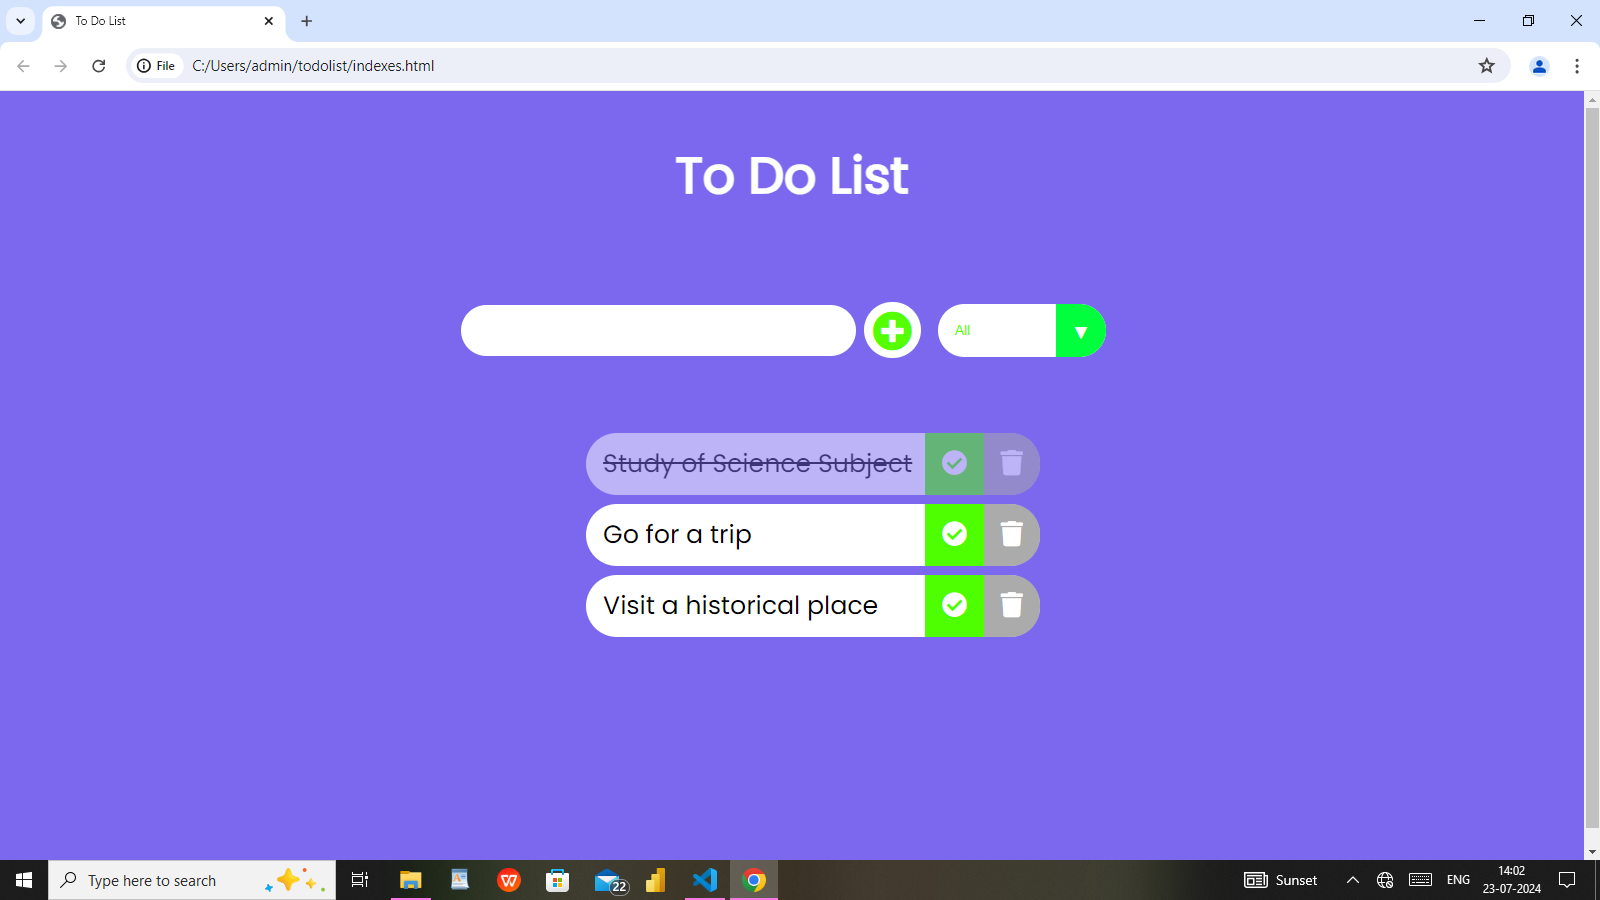 To Do List
File
C:/Users/admin/todolist/indexes.html
To Do List
All
Study of Science Subject
Go for a trip
Visit a historical place
Type here to search
22
Sunset
ENG
14:02
23-07-2024